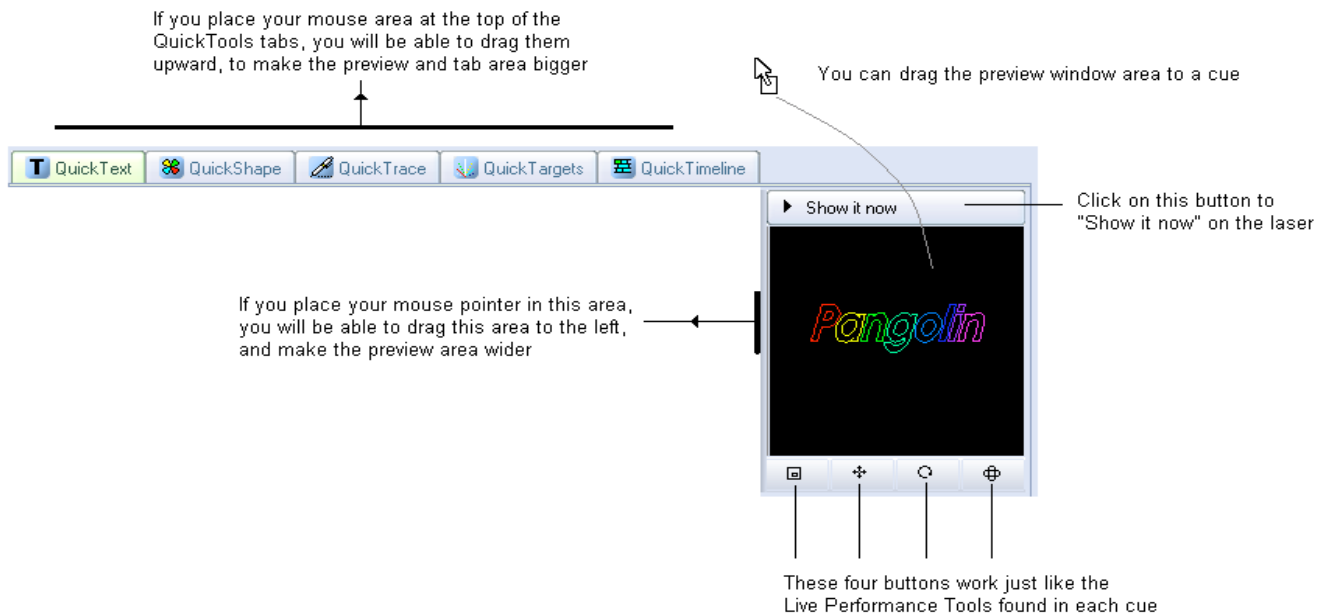 If you place your mouse area at the top of the
QuickTools tabs, you will be able to drag them
upward, to make the preview and tab area bigger
You can drag the preview window area to a cue
T QuickText QuickShape QuickTrace QuickTargets QuickTimeline
Show it now
Click on this button to
"Show it now" on the laser
Pangolin
If you place your mouse pointer in this area,
you will be able to drag this area to the left,
and make the preview area wider
These four buttons work just like the
Live Performance Tools found in each cue